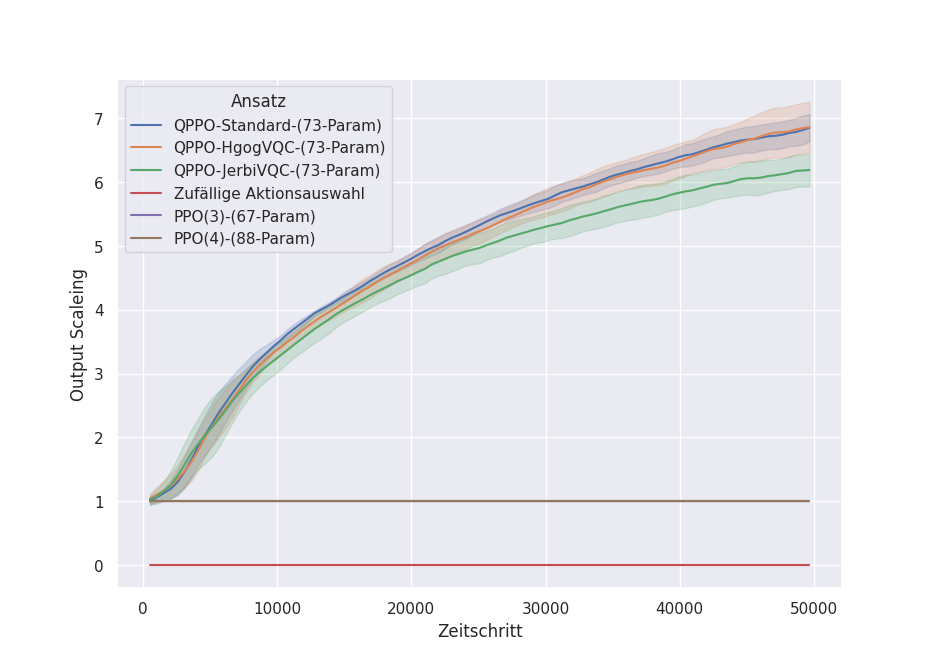 Ansatz
QPPO-Standard-(73-Param)
QPPO-HgogVQC-(73-Param)
QPPO-JerbiVQC-(73-Param)
Zufällige Aktionsauswahl
PPO(3)-(67-Param)
PPO(4)-(88-Param)
Output Scaleing
7
6
5
4
3
2
1
0
0 10000 20000 30000 40000 50000
Zeitschritt